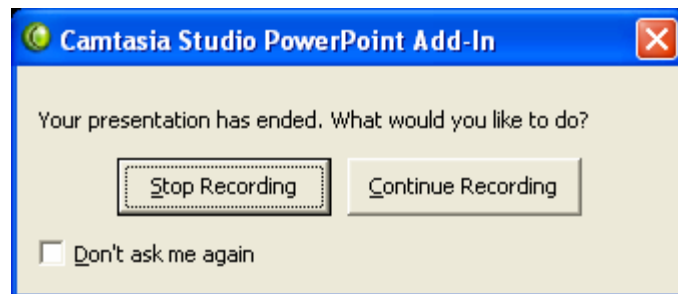 Camtasia Studio PowerPoint Add-In
Your presentation has ended. What would you like to do?
Stop Recording Continue Recording
Don't ask me again